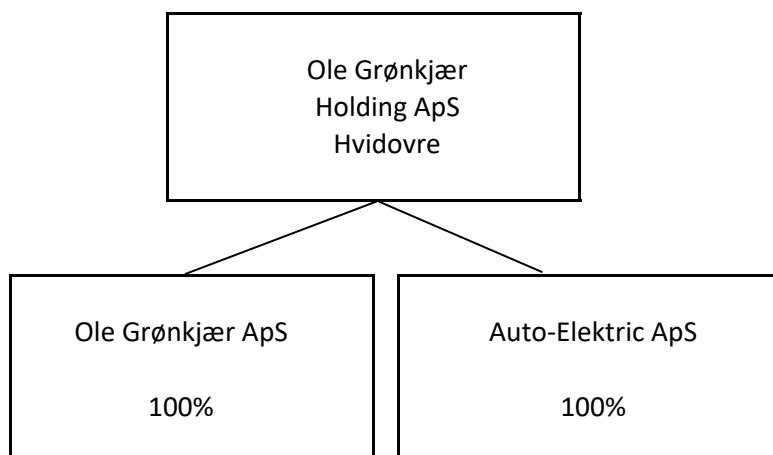 Ole Grønkjær
Holding ApS
Hvidovre
Ole Grønkjær ApS
100%
Auto-Elektric ApS
100%